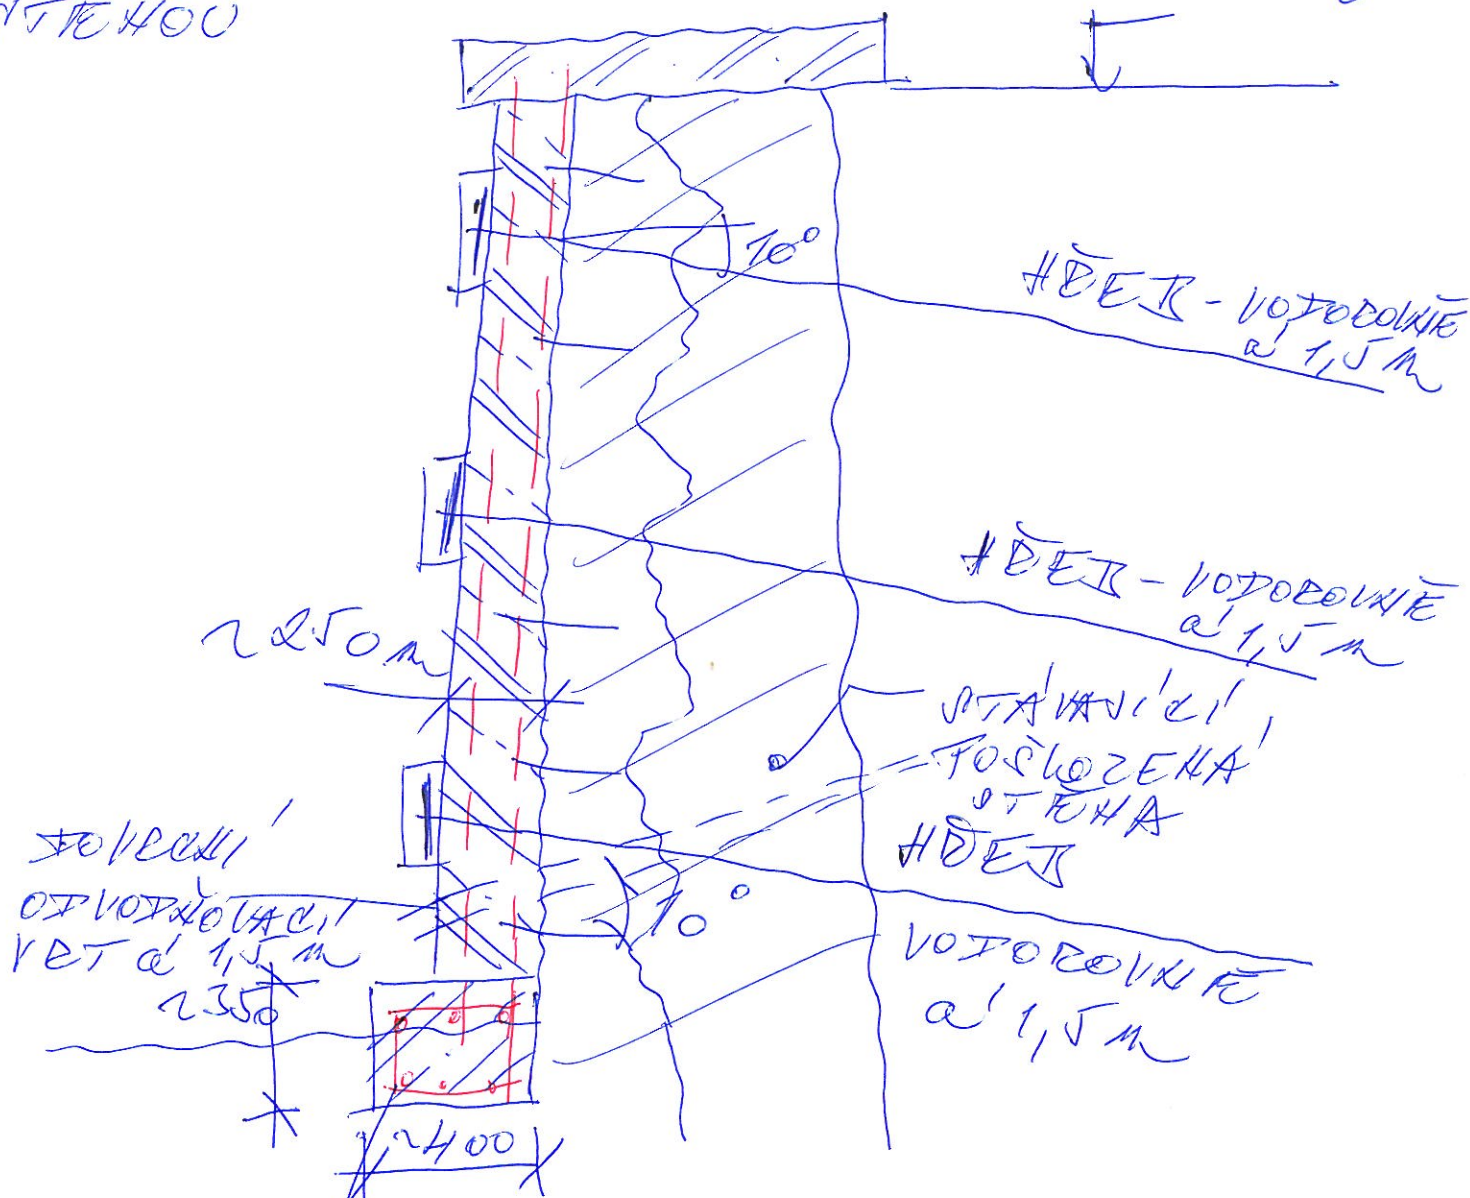 STĚNOU
10°
HŘEB - VODOROVNĚ
á 1,5 m
HŘEB - VODOROVNĚ
á 1,5 m
~250 m
STÁVAJÍCÍ
POŠKOZENÁ
STĚNA
HŘEB
VODOROVNĚ
á 1,5 m
10°
DOVRCHNÍ
ODVODŇOVACÍ
VRT á 1,5 m
~350
~400